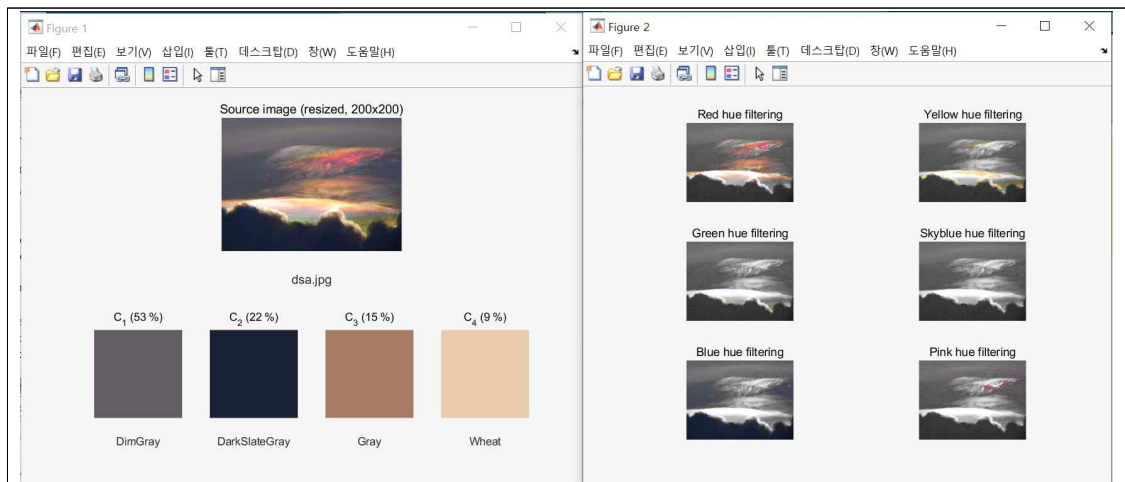 Figure 1
파일(F) 편집(E) 보기(V) 삽입(I) 툴(T) 데스크탑(D) 창(W) 도움말(H)
Source image (resized, 200x200)
dsa.jpg
C1 (53 %) C2 (22 %) C3 (15 %) C4 (9 %)
DimGray DarkSlateGray Gray Wheat
Figure 2
파일(F) 편집(E) 보기(V) 삽입(I) 툴(T) 데스크탑(D) 창(W) 도움말(H)
Red hue filtering Yellow hue filtering
Green hue filtering Skyblue hue filtering
Blue hue filtering Pink hue filtering